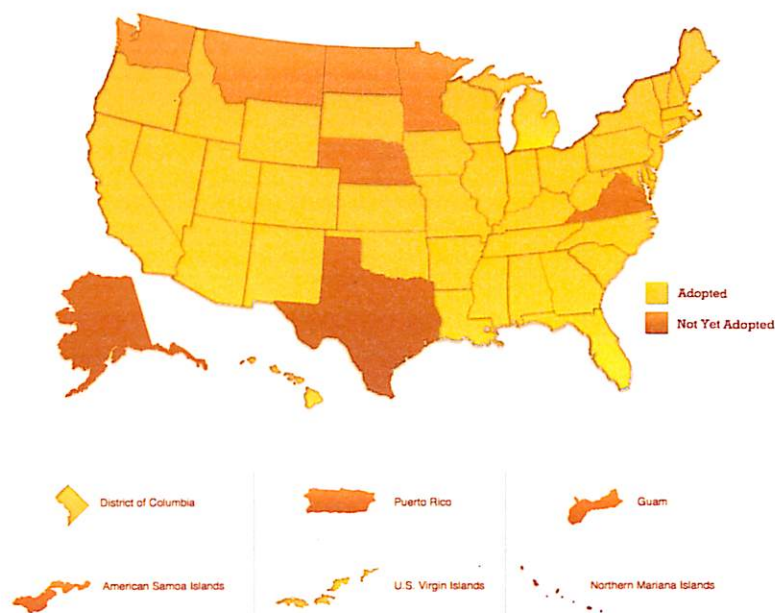 Adopted
Not Yet Adopted
District of Columbia
Puerto Rico
Guam
American Samoa Islands
U.S. Virgin Islands
Northern Mariana Islands